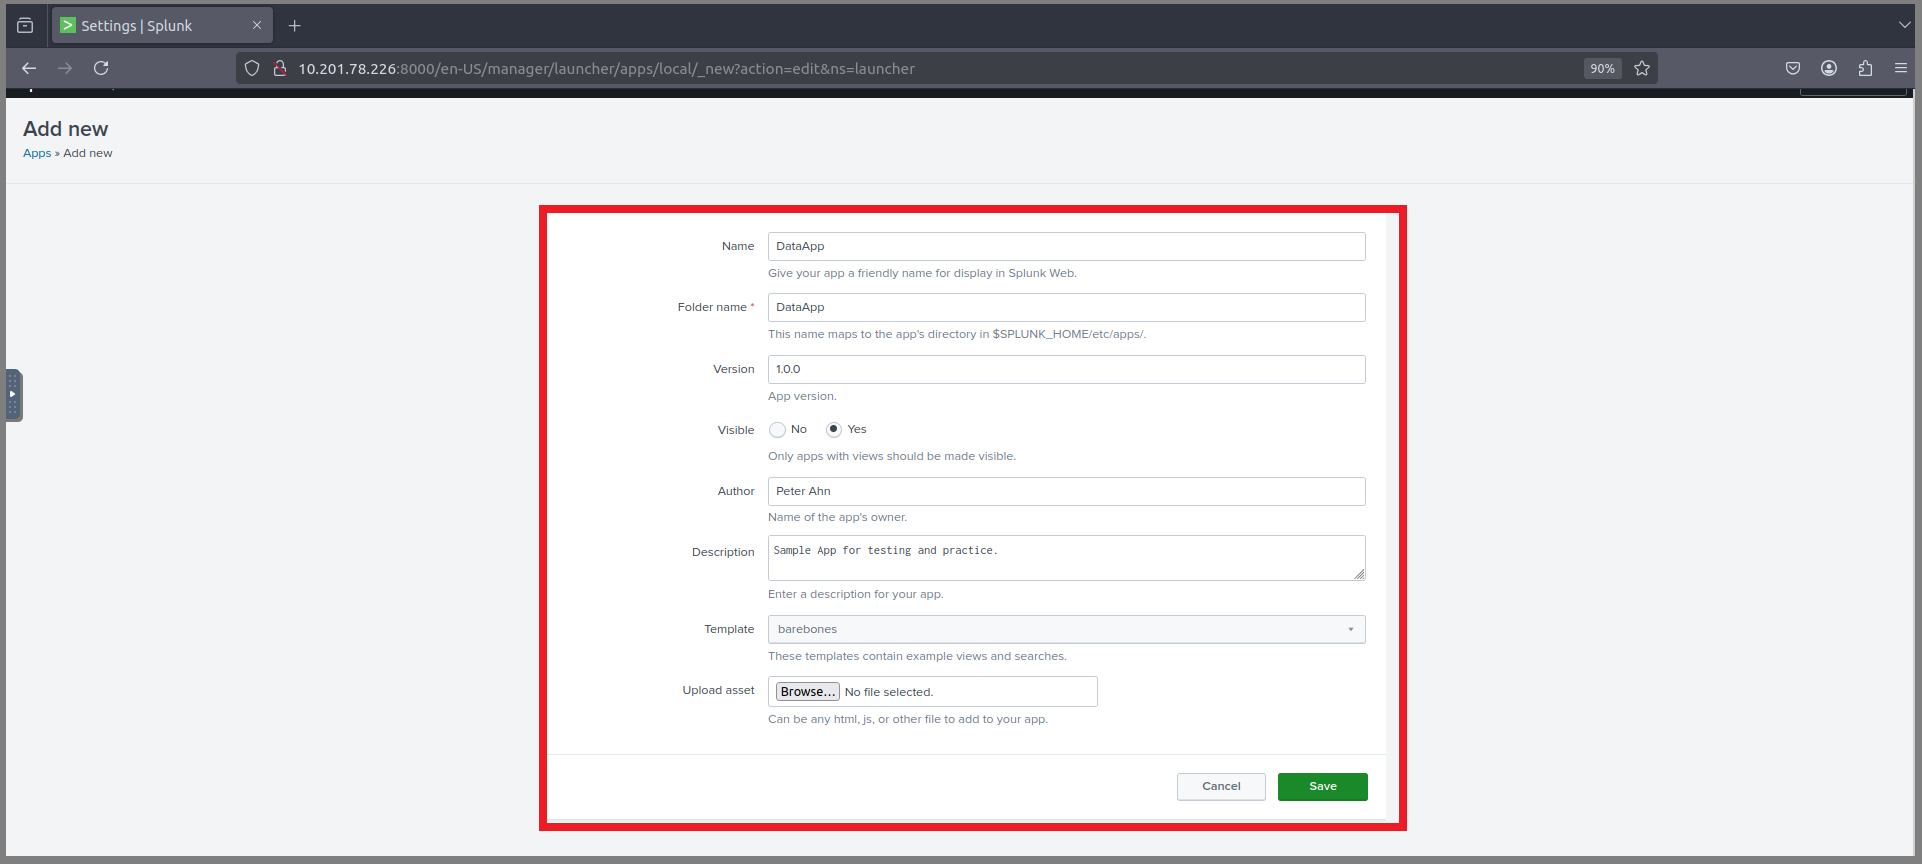 Settings | Splunk
10.201.78.226:8000/en-US/manager/launcher/apps/local/_new?action=edit&ns=launcher
90%
Add new
Apps » Add new
Name
DataApp
Give your app a friendly name for display in Splunk Web.
Folder name *
DataApp
This name maps to the app's directory in $SPLUNK_HOME/etc/apps/.
Version
1.0.0
App version.
Visible
No
Yes
Only apps with views should be made visible.
Author
Peter Ahn
Name of the app's owner.
Description
Sample App for testing and practice.
Enter a description for your app.
Template
barebones
These templates contain example views and searches.
Upload asset
Browse... No file selected.
Can be any html, js, or other file to add to your app.
Cancel
Save